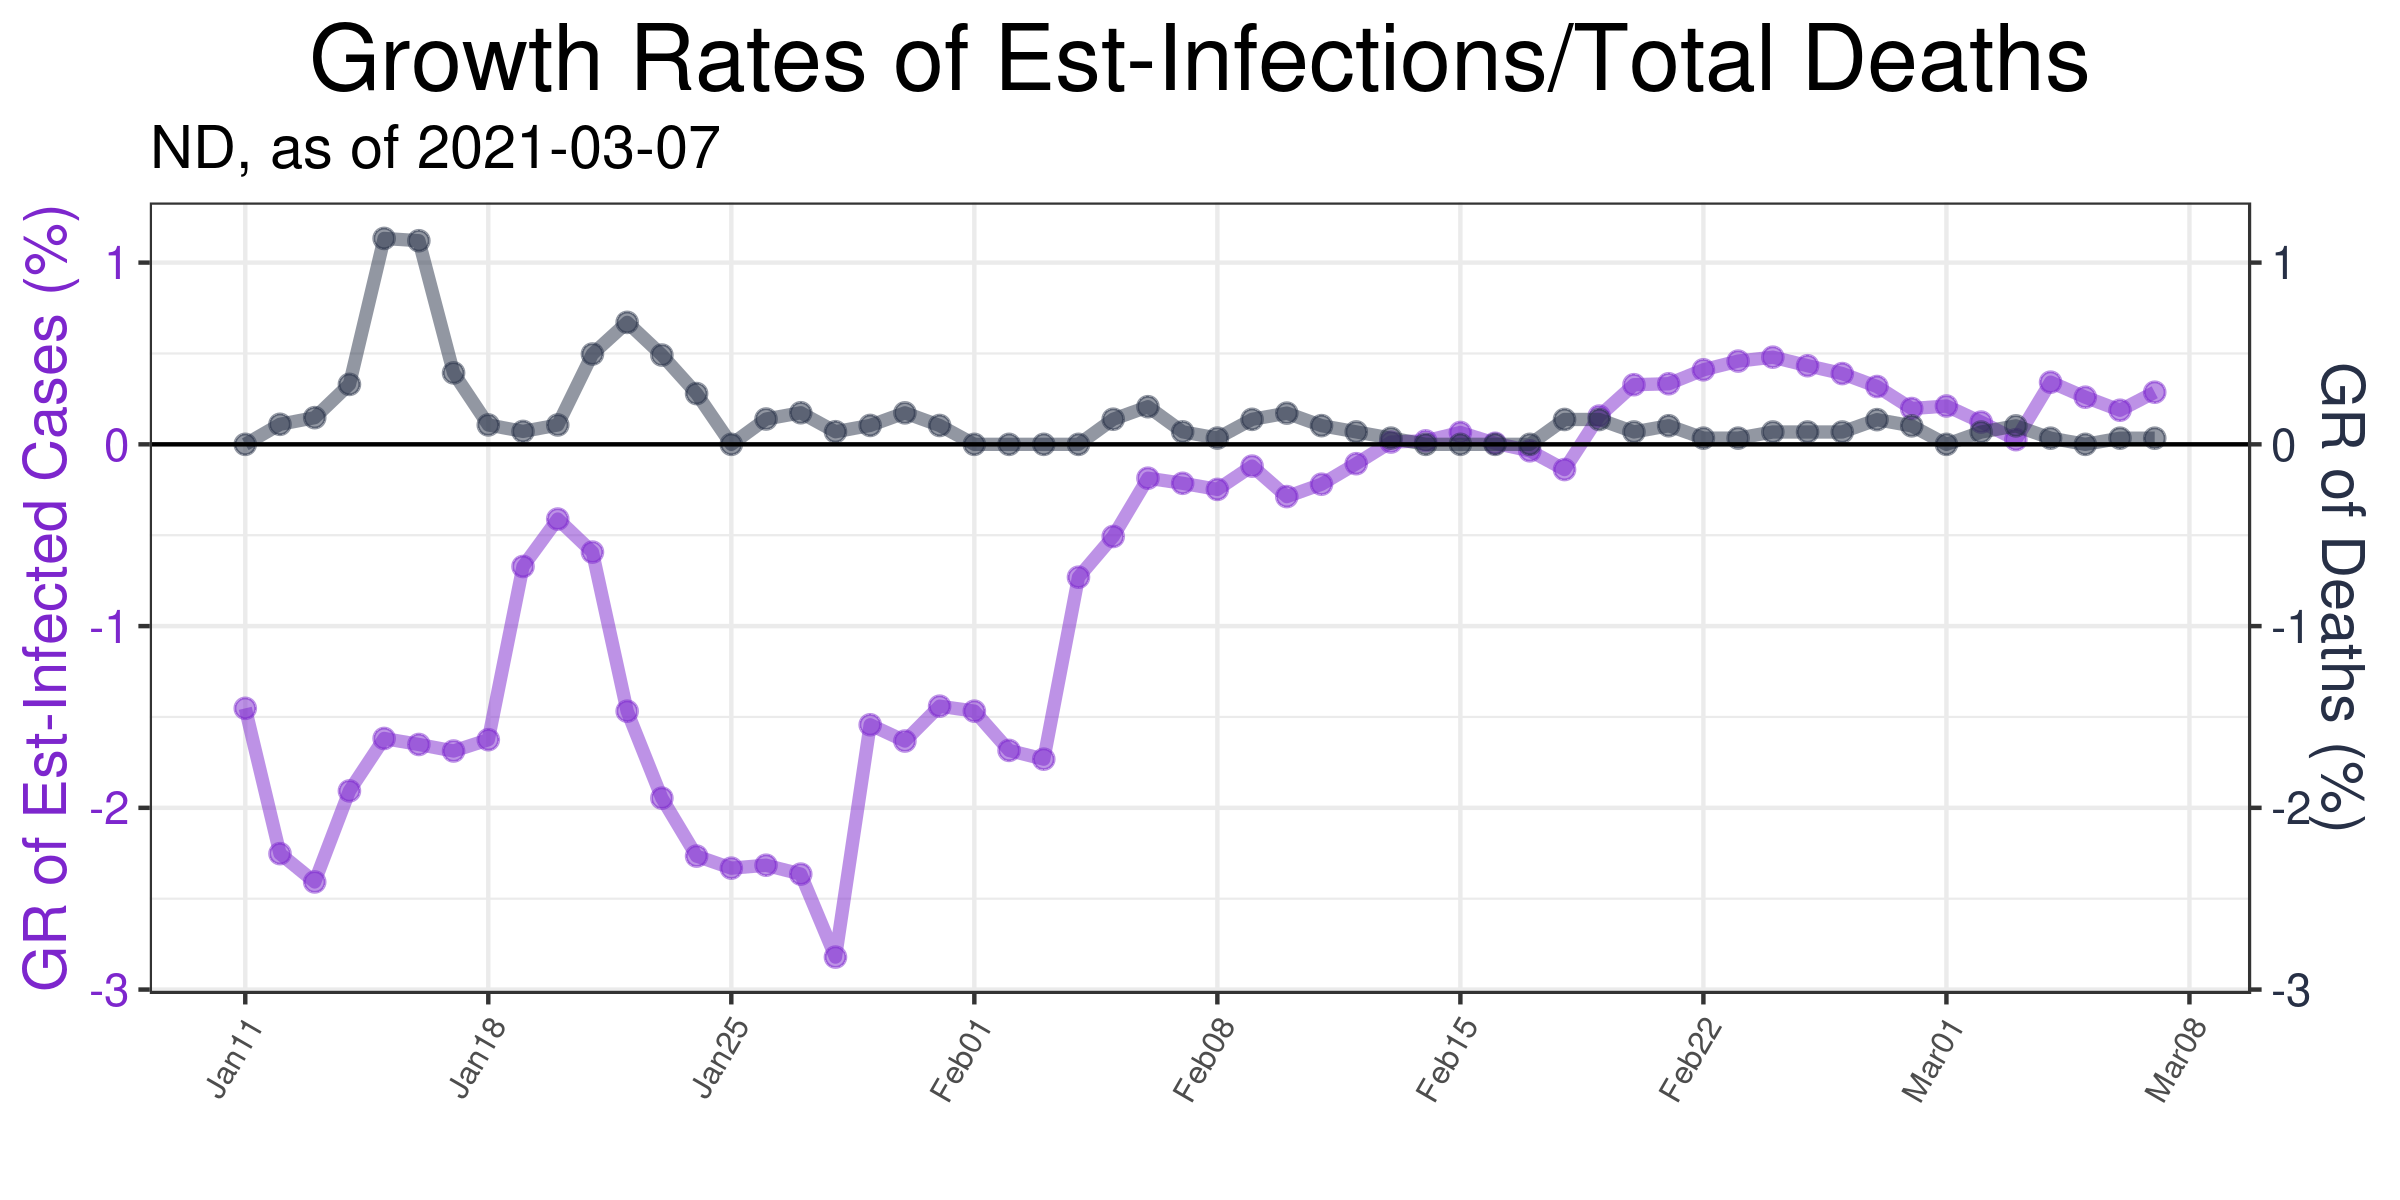 Growth Rates of Est-Infections/Total Deaths
ND, as of 2021-03-07
GR of Est-Infected Cases (%)
1
0
-1
-2
-3
1
0
-1
-2
-3
GR of Deaths (%)
Jan11
Jan18
Jan25
Feb01
Feb08
Feb15
Feb22
Mar01
Mar08